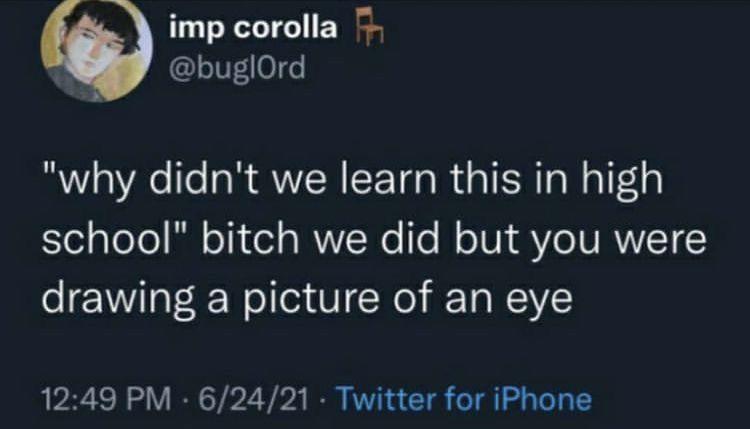 imp corolla 🪑
@bugl0rd
"why didn't we learn this in high
school" bitch we did but you were
drawing a picture of an eye
12:49 PM · 6/24/21 · Twitter for iPhone